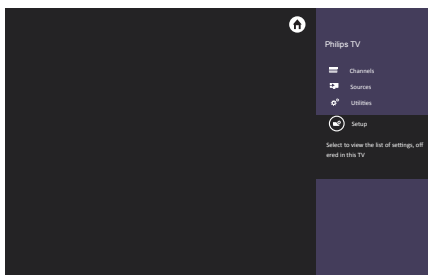 Philips TV
Channels
Sources
Utilities
Setup
Select to view the list of settings, off
ered in this TV